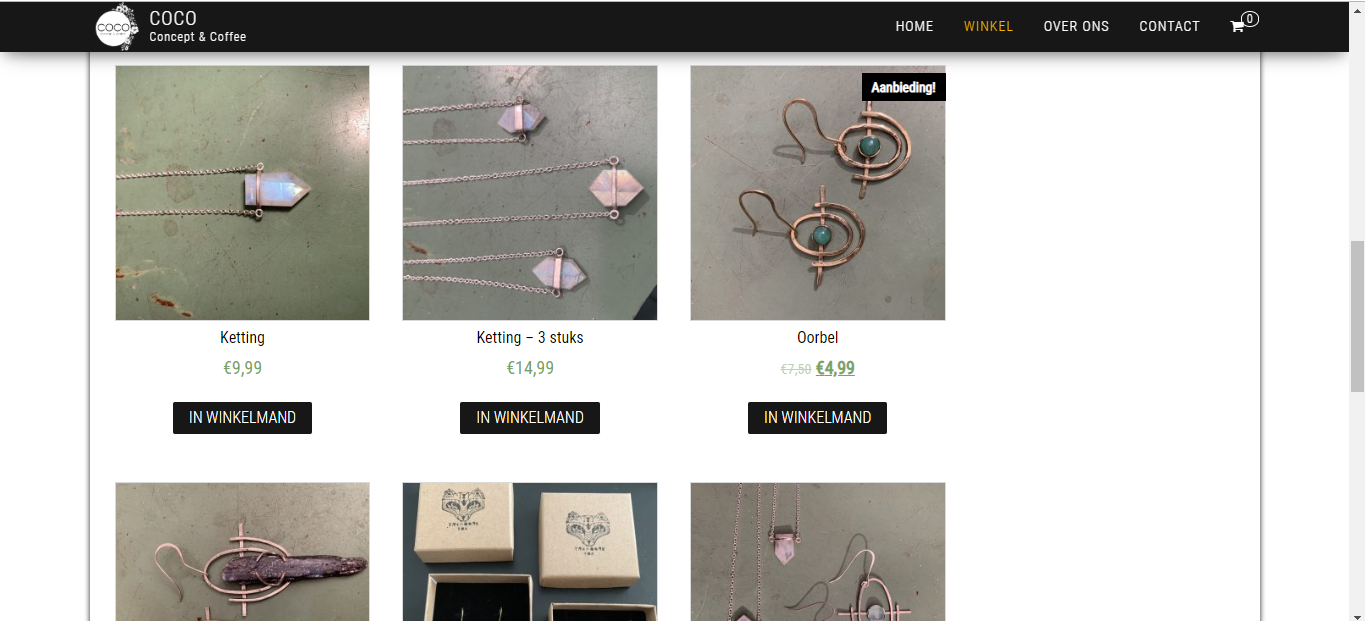 COCO
COCO
Concept & Coffee
HOME
WINKEL
OVER ONS
CONTACT
0
Aanbieding!
Ketting
€9,99
IN WINKELMAND
Ketting – 3 stuks
€14,99
IN WINKELMAND
Oorbel
€7,50 €4,99
IN WINKELMAND